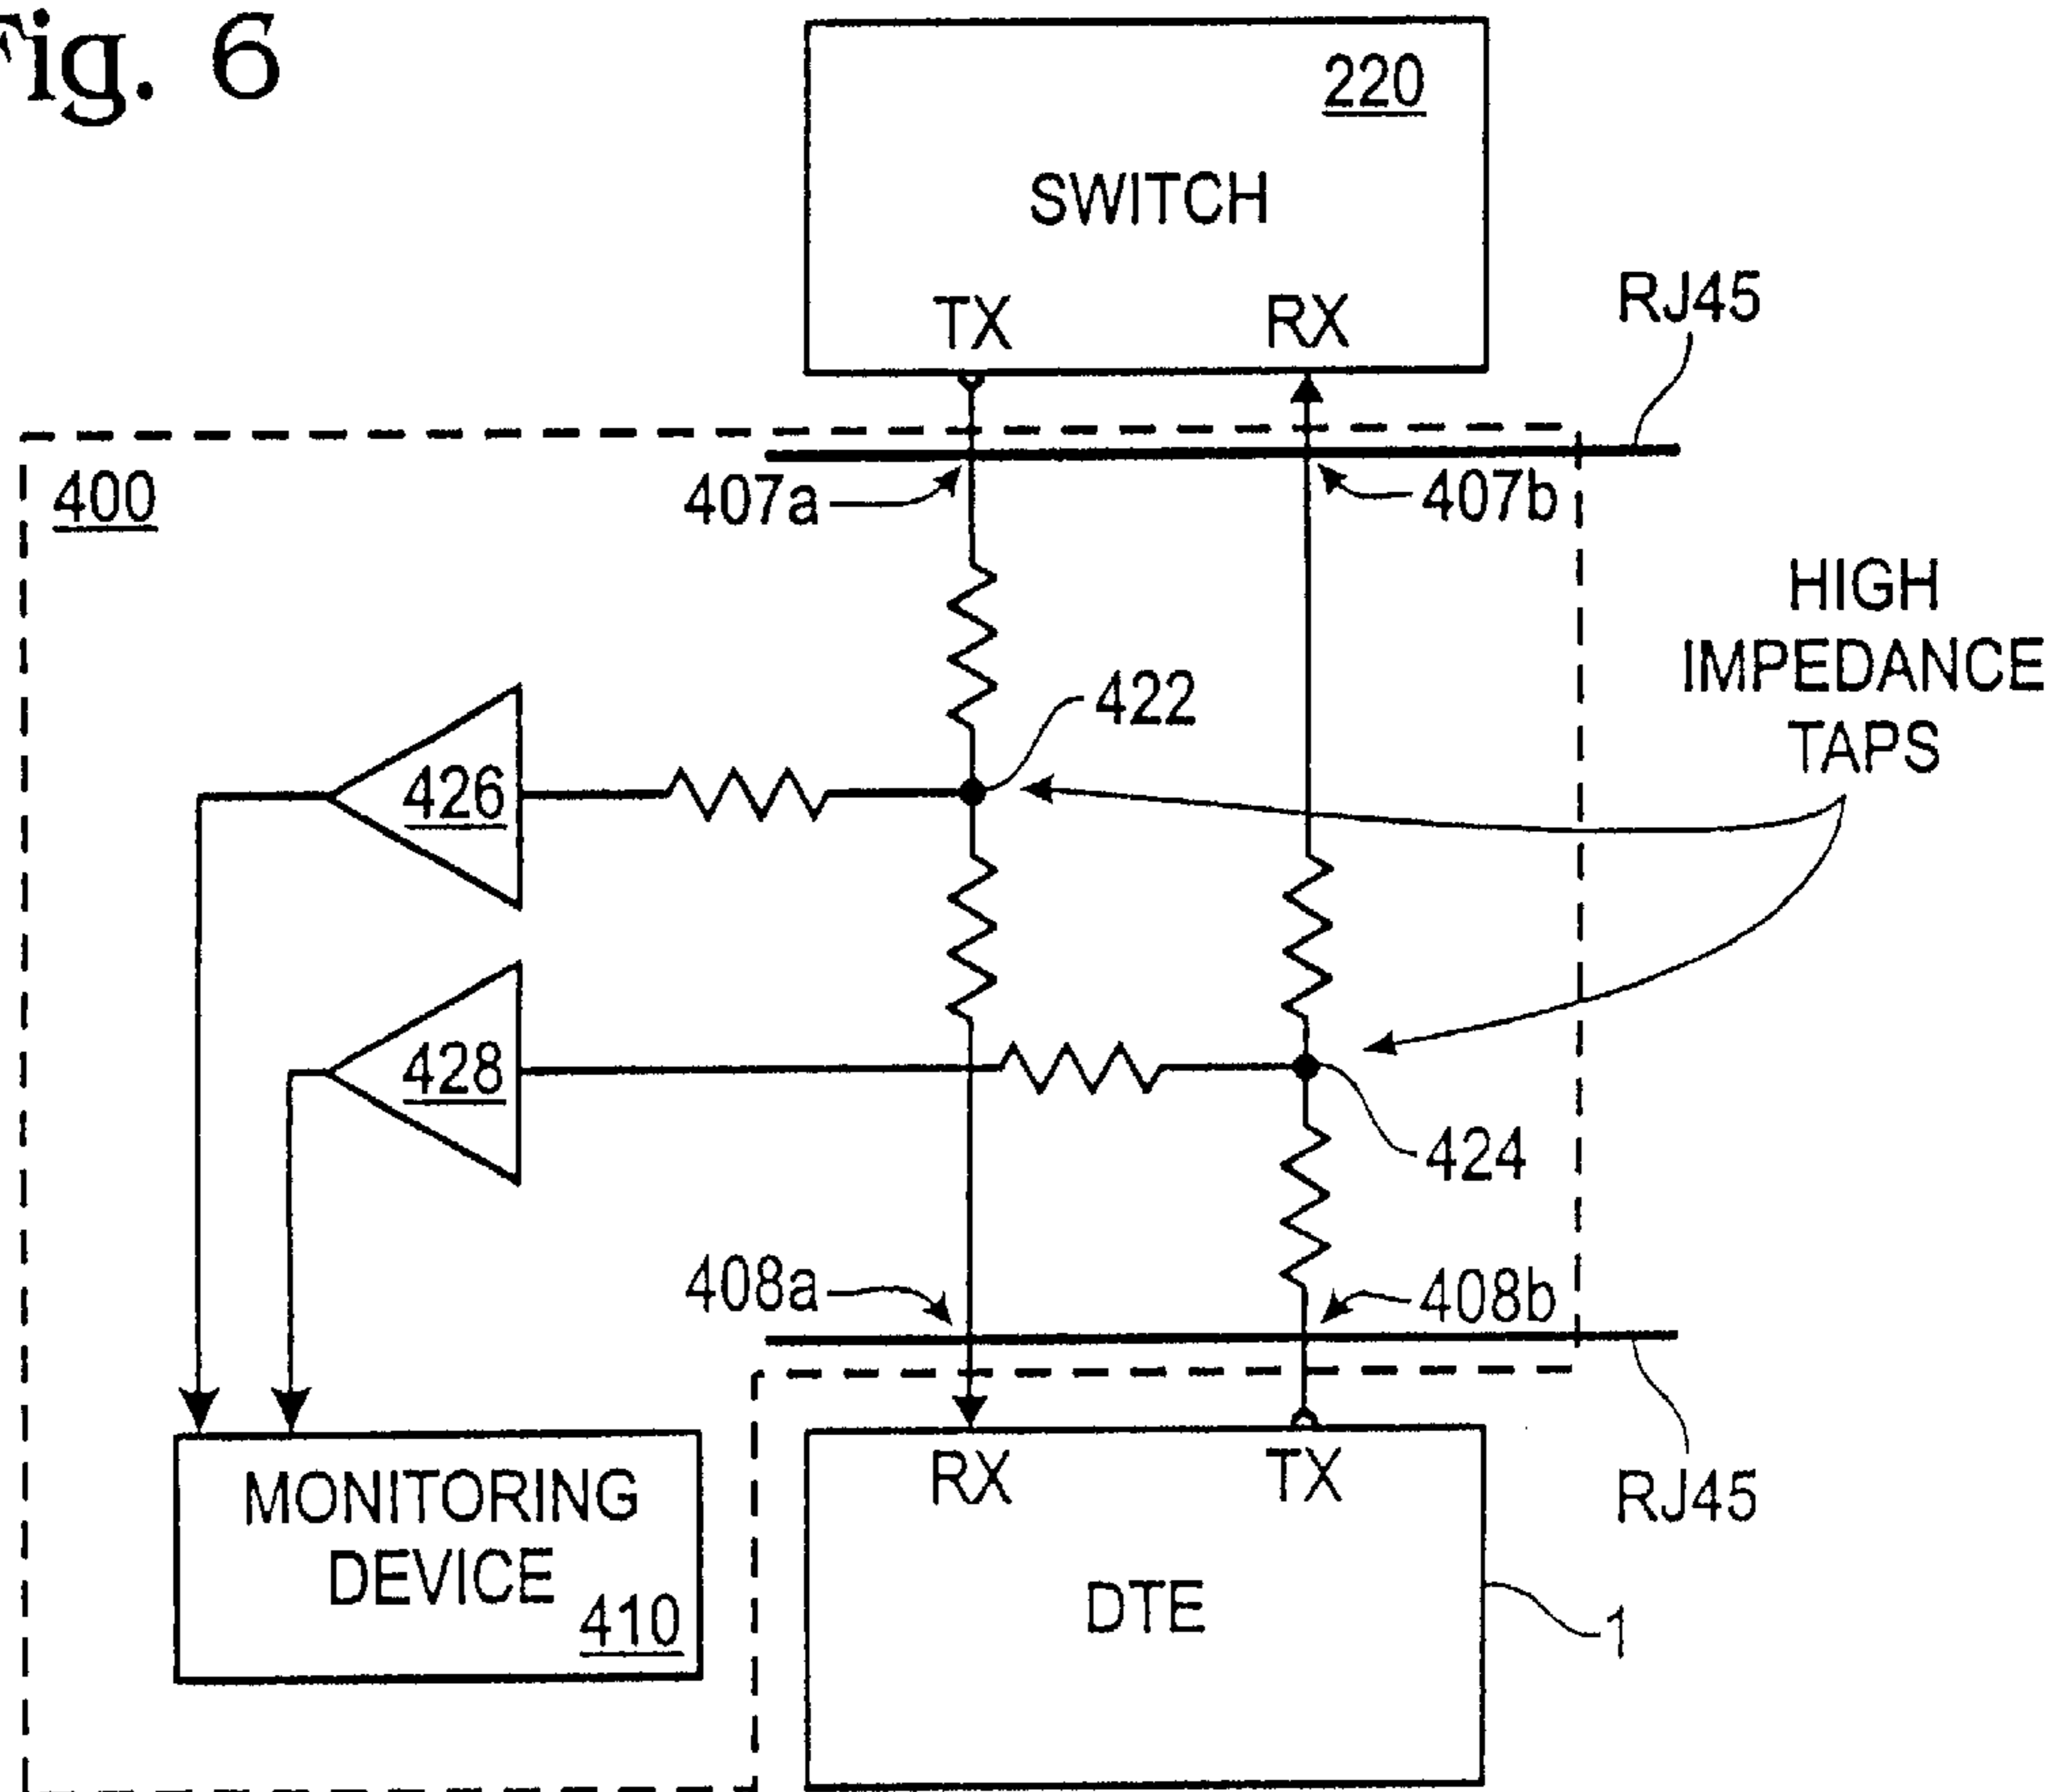 Fig. 6
220
SWITCH
TX RX
RJ45
400
407a 407b
HIGH
IMPEDANCE
TAPS
422
426
428
424
408a 408b
RX TX
RJ45
MONITORING
DEVICE
410
DTE
1